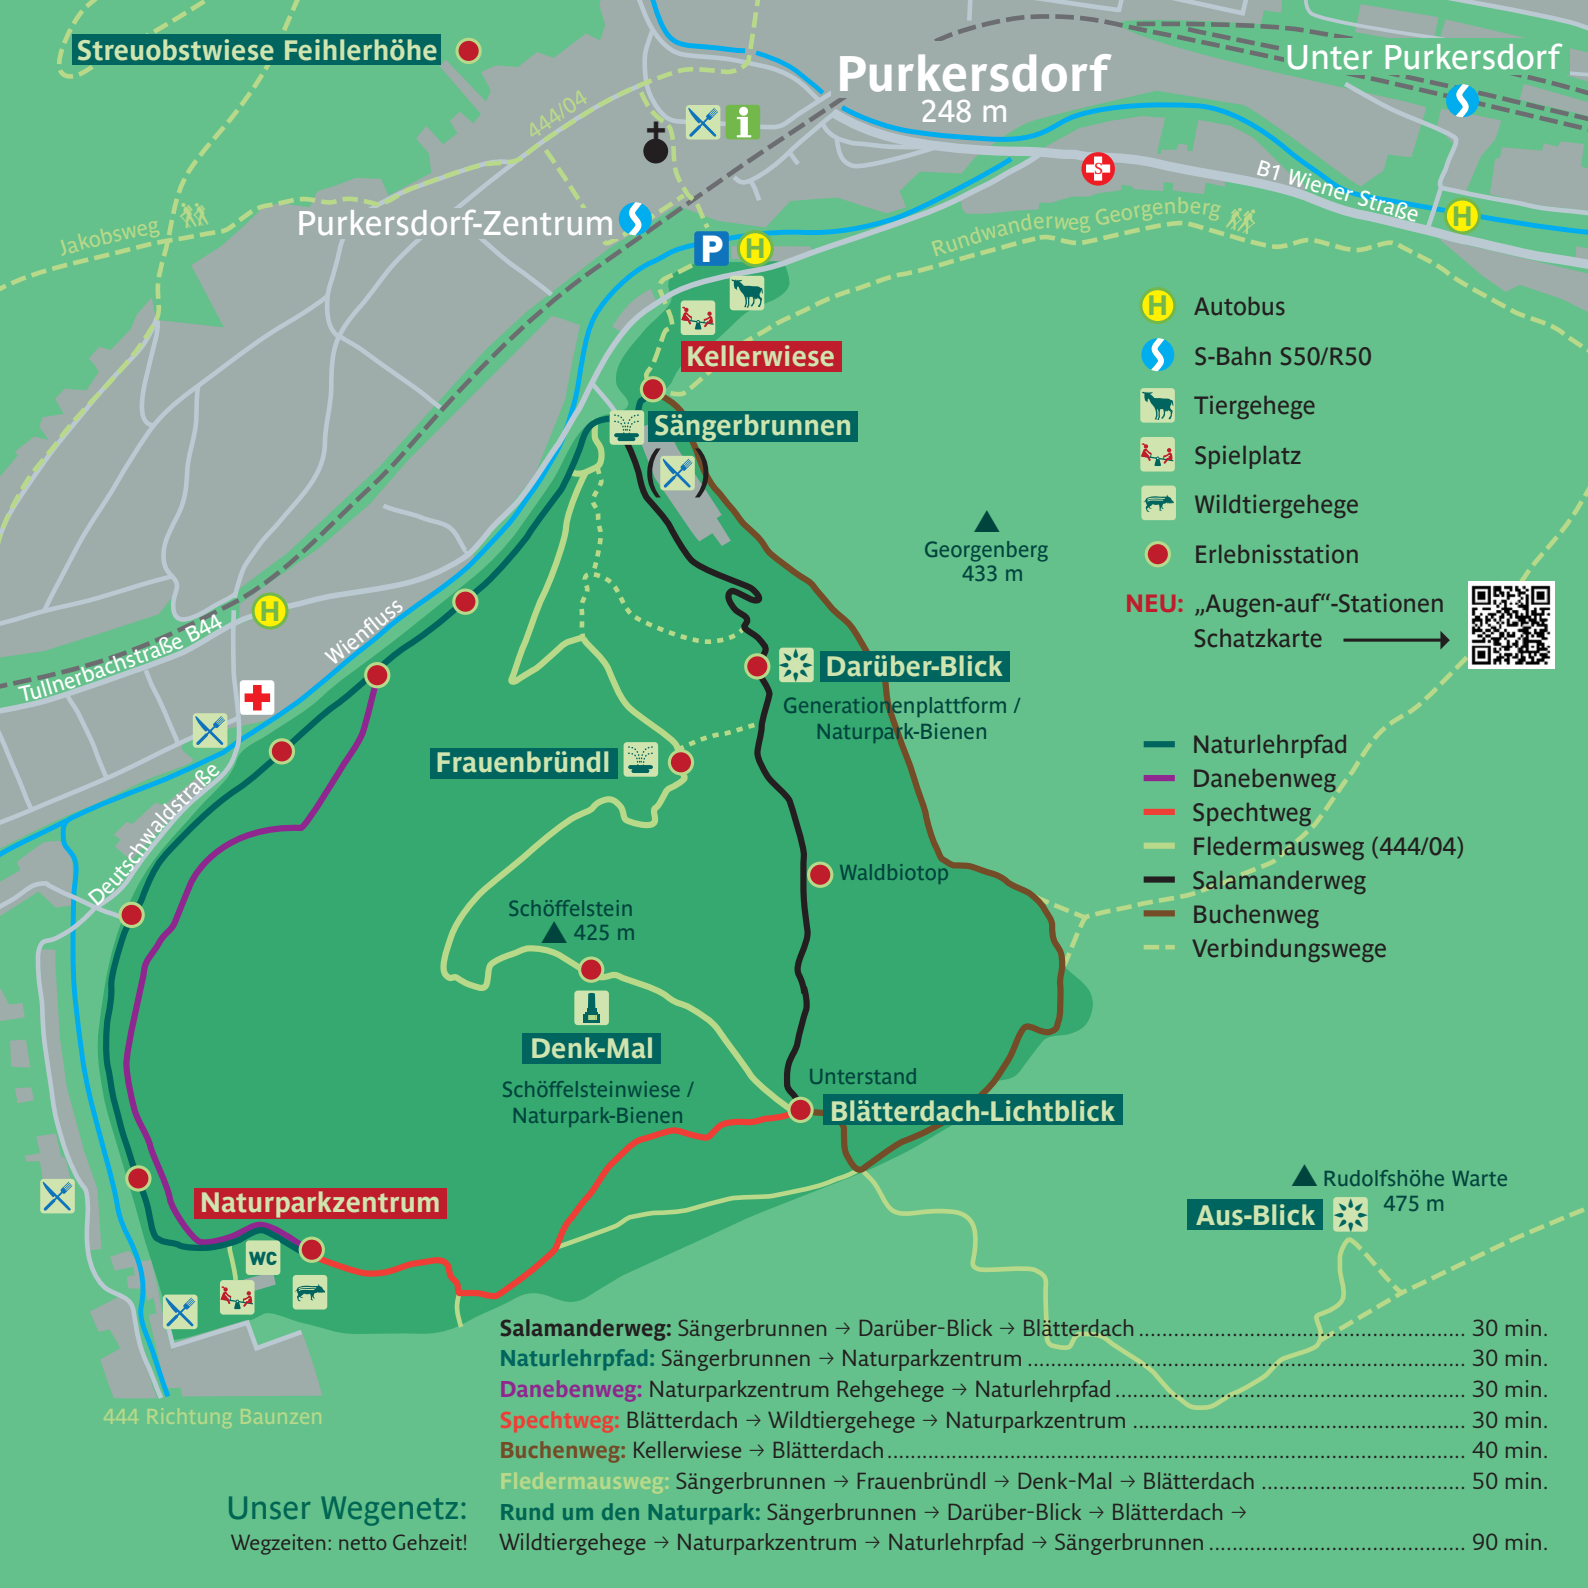 Streuobstwiese Feihlerhöhe
Purkersdorf
248 m
Unter Purkersdorf
S
444/04
i
S
B1 Wiener Straße
H
Jakobsweg
Purkersdorf-Zentrum
S
P
H
Rundwanderweg Georgenberg
Kellerwiese
Sängerbrunnen
H Autobus
S S-Bahn S50/R50
Tiergehege
Spielplatz
Wildtiergehege
Erlebnisstation
NEU: „Augen-auf“-Stationen
Schatzkarte
Georgenberg
433 m
H
Tullnerbachstraße B44
Wienfluss
Deutschwaldstraße
Darüber-Blick
Generationenplattform /
Naturpark-Bienen
Frauenbründl
Waldbiotop
Naturlehrpfad
Danebenweg
Spechtweg
Fledermausweg (444/04)
Salamanderweg
Buchenweg
Verbindungswege
Schöffelstein
425 m
Denk-Mal
Schöffelsteinwiese /
Naturpark-Bienen
Unterstand
Blätterdach-Lichtblick
Naturparkzentrum
WC
Rudolfshöhe Warte
475 m
Aus-Blick
444 Richtung Baunzen
Unser Wegenetz:
Wegzeiten: netto Gehzeit!
Salamanderweg: Sängerbrunnen → Darüber-Blick → Blätterdach ........ 30 min.
Naturlehrpfad: Sängerbrunnen → Naturparkzentrum ........ 30 min.
Danebenweg: Naturparkzentrum Rehgehege → Naturlehrpfad ........ 30 min.
Spechtweg: Blätterdach → Wildtiergehege → Naturparkzentrum ........ 30 min.
Buchenweg: Kellerwiese → Blätterdach ........ 40 min.
Fledermausweg: Sängerbrunnen → Frauenbründl → Denk-Mal → Blätterdach ........ 50 min.
Rund um den Naturpark: Sängerbrunnen → Darüber-Blick → Blätterdach →
Wildtiergehege → Naturparkzentrum → Naturlehrpfad → Sängerbrunnen ........ 90 min.